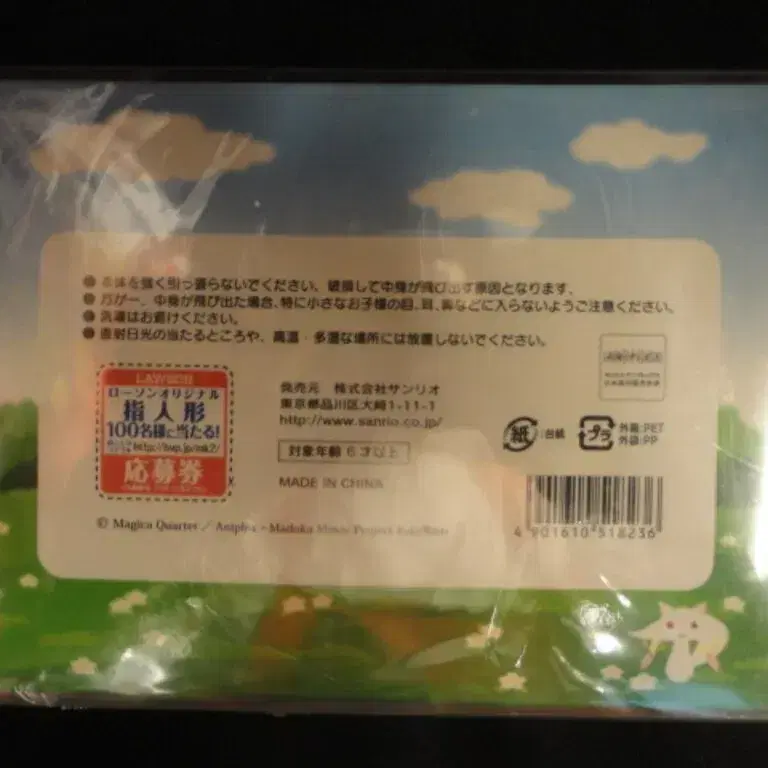 本体を強く引っ張らないでください。破損して中身が飛び出す原因となります。
万が一、中身が飛び出た場合、特に小さなお子様の目、耳、鼻などに入らないようご注意ください。
洗濯はお避けください。
直射日光の当たるところや、高温・多湿な場所には放置しないでください。
LAWSON
ローソンオリジナル
指人形
100名様に当たる!
応募券
発売元 株式会社サンリオ
東京都品川区大崎1-11-1
http://www.sanrio.co.jp/
対象年齢 6才以上
MADE IN CHINA
紙 :台紙
プラ 外箱:PET
外袋:PP
© Magica Quartet / Aniplex・Madoka Movie Project Rebellion
4 901610 518236